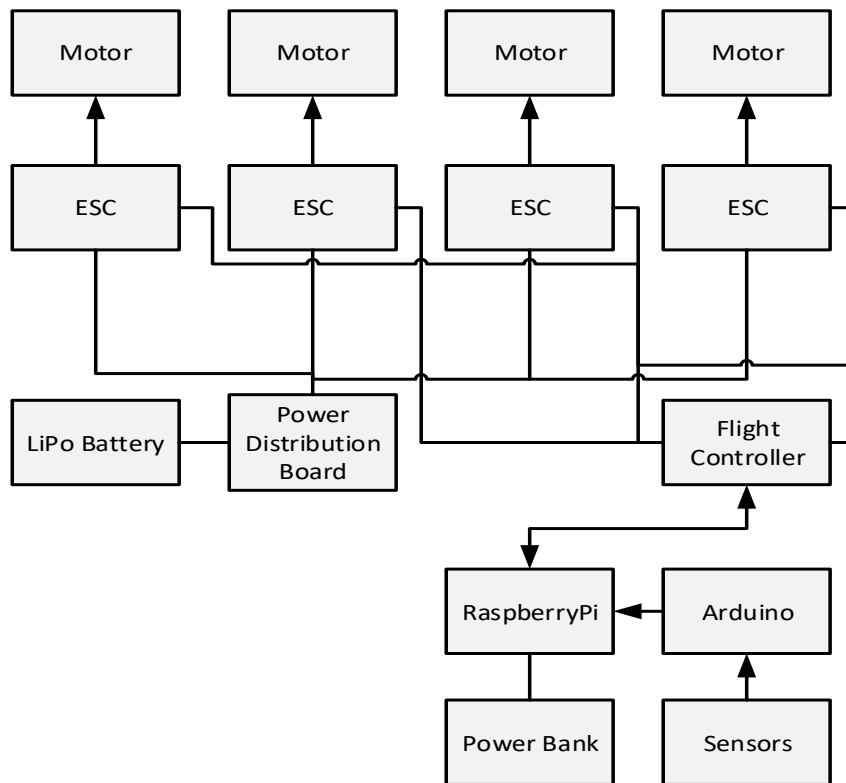 Motor
Motor
Motor
Motor
ESC
ESC
ESC
ESC
LiPo Battery
Power
Distribution
Board
Flight
Controller
RaspberryPi
Arduino
Power Bank
Sensors